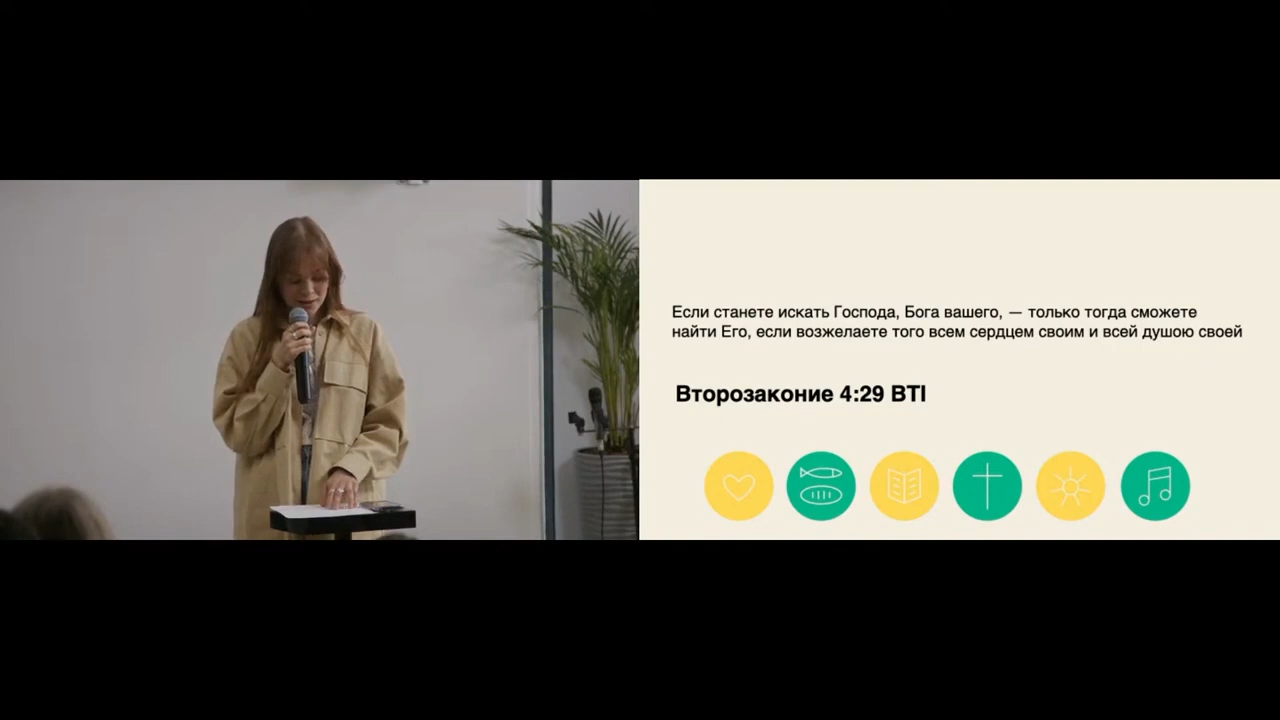 Если станете искать Господа, Бога вашего, — только тогда сможете
найти Его, если возжелаете того всем сердцем своим и всей душою своей
Второзаконие 4:29 BTI